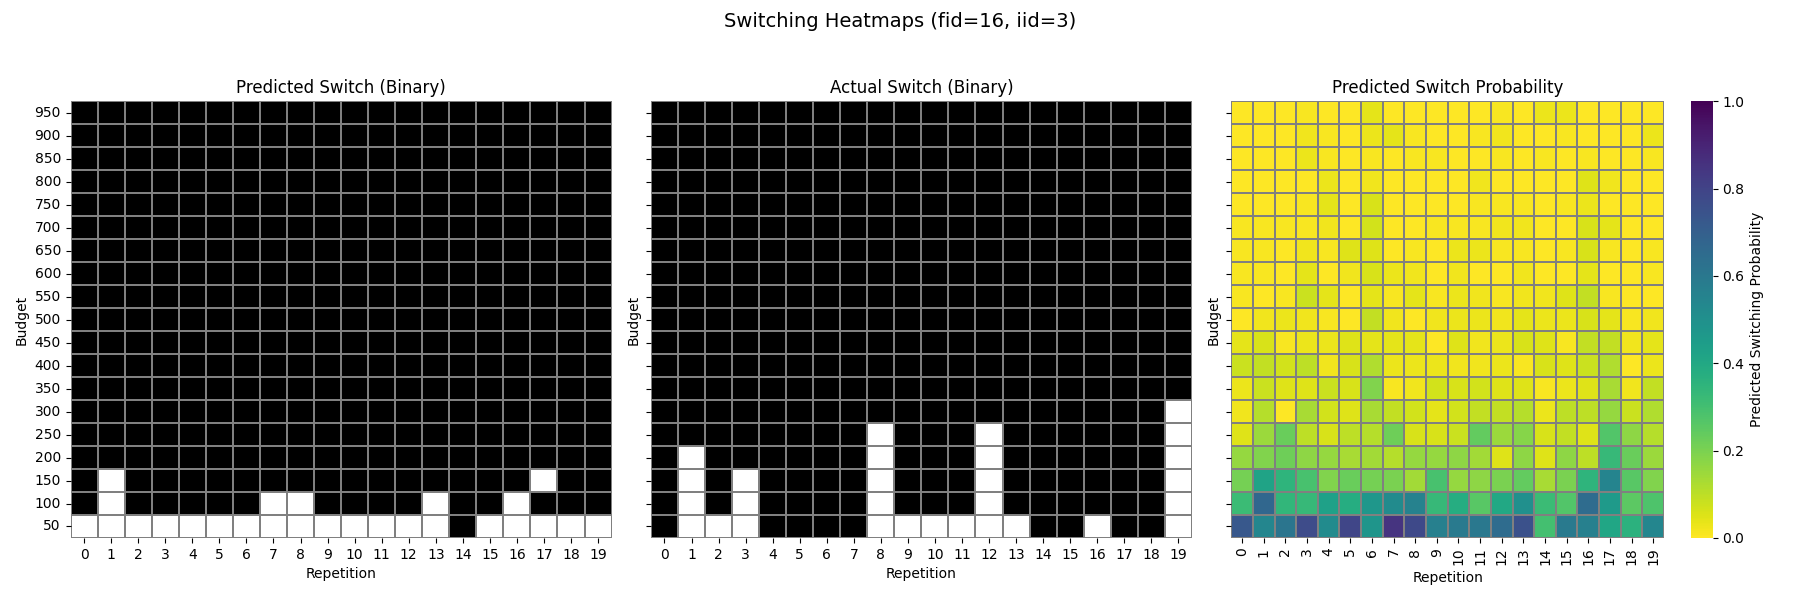 Switching Heatmaps (fid=16, iid=3)
Predicted Switch (Binary)
Actual Switch (Binary)
Predicted Switch Probability
950
900
850
800
750
700
650
600
550
500
450
400
350
300
250
200
150
100
50
Budget
0 1 2 3 4 5 6 7 8 9 10 11 12 13 14 15 16 17 18 19
Repetition
Budget
0 1 2 3 4 5 6 7 8 9 10 11 12 13 14 15 16 17 18 19
Repetition
Budget
0 1 2 3 4 5 6 7 8 9 10 11 12 13 14 15 16 17 18 19
Repetition
1.0
0.8
0.6
0.4
0.2
0.0
Predicted Switching Probability